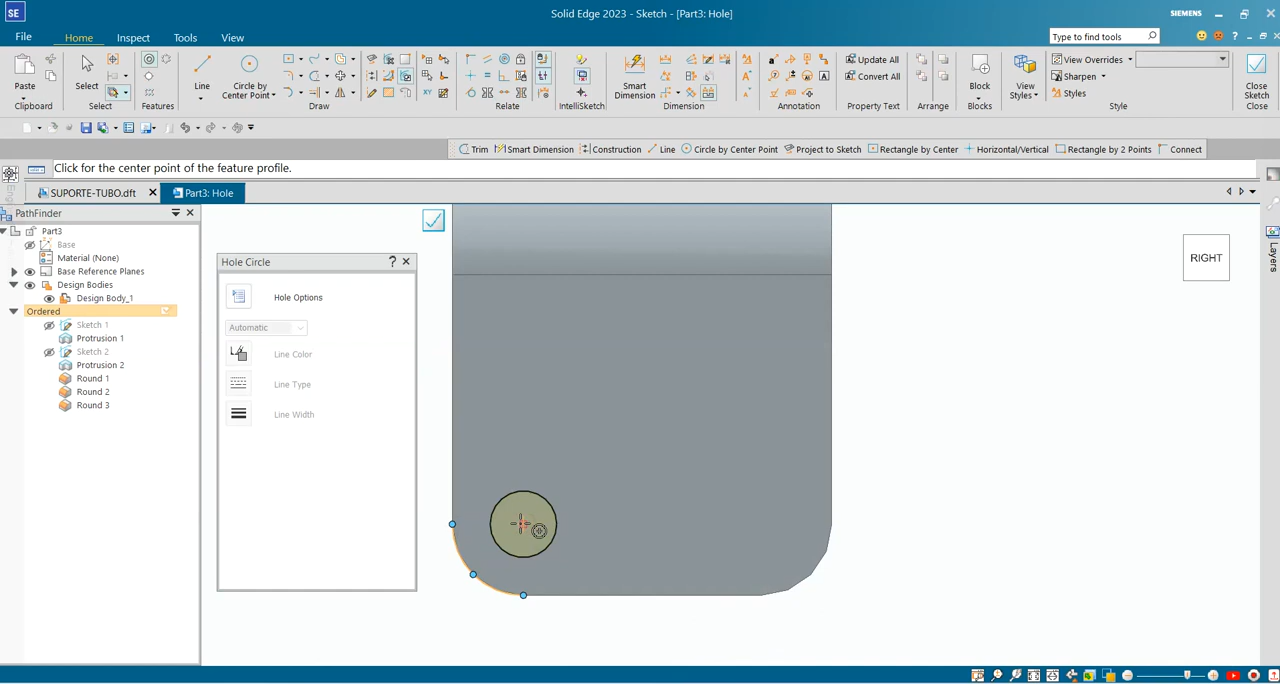 SE
Solid Edge 2023 - Sketch - [Part3: Hole]
SIEMENS
File
Home
Inspect
Tools
View
Type to find tools
Paste
Clipboard
Select
Select
Features
Line
Circle by
Center Point
Draw
Relate
IntelliSketch
Smart
Dimension
Dimension
Annotation
Update All
Convert All
Property Text
Arrange
Block
Blocks
View
Styles
View Overrides
Sharpen
Styles
Style
Close
Sketch
Close
Trim
Smart Dimension
Construction
Line
Circle by Center Point
Project to Sketch
Rectangle by Center
Horizontal/Vertical
Rectangle by 2 Points
Connect
Click for the center point of the feature profile.
SUPORTE-TUBO.dft
Part3: Hole
PathFinder
Part3
Base
Material (None)
Base Reference Planes
Design Bodies
Design Body_1
Ordered
Sketch 1
Protrusion 1
Sketch 2
Protrusion 2
Round 1
Round 2
Round 3
Hole Circle
Hole Options
Automatic
Line Color
Line Type
Line Width
RIGHT
Layers